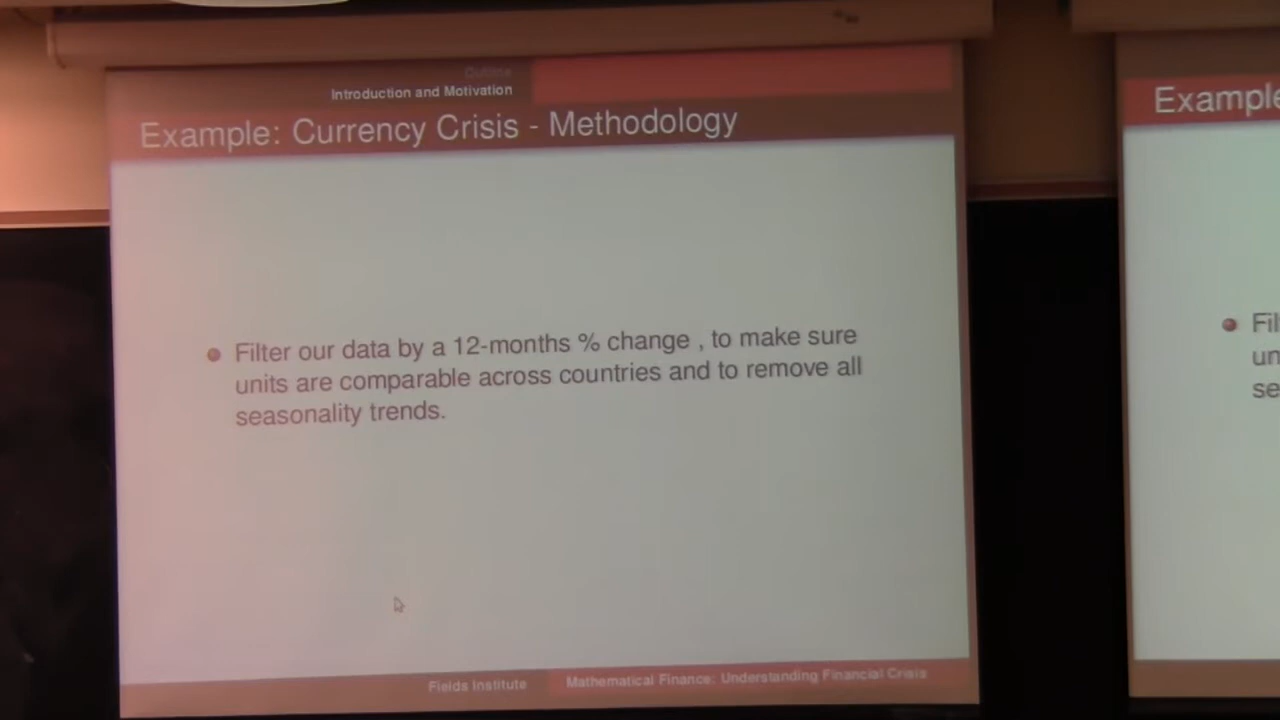 Outline
Introduction and Motivation
Example: Currency Crisis - Methodology
Filter our data by a 12-months % change , to make sure
units are comparable across countries and to remove all
seasonality trends.
Fields Institute
Mathematical Finance: Understanding Financial Crisis
Example
Fil
un
se